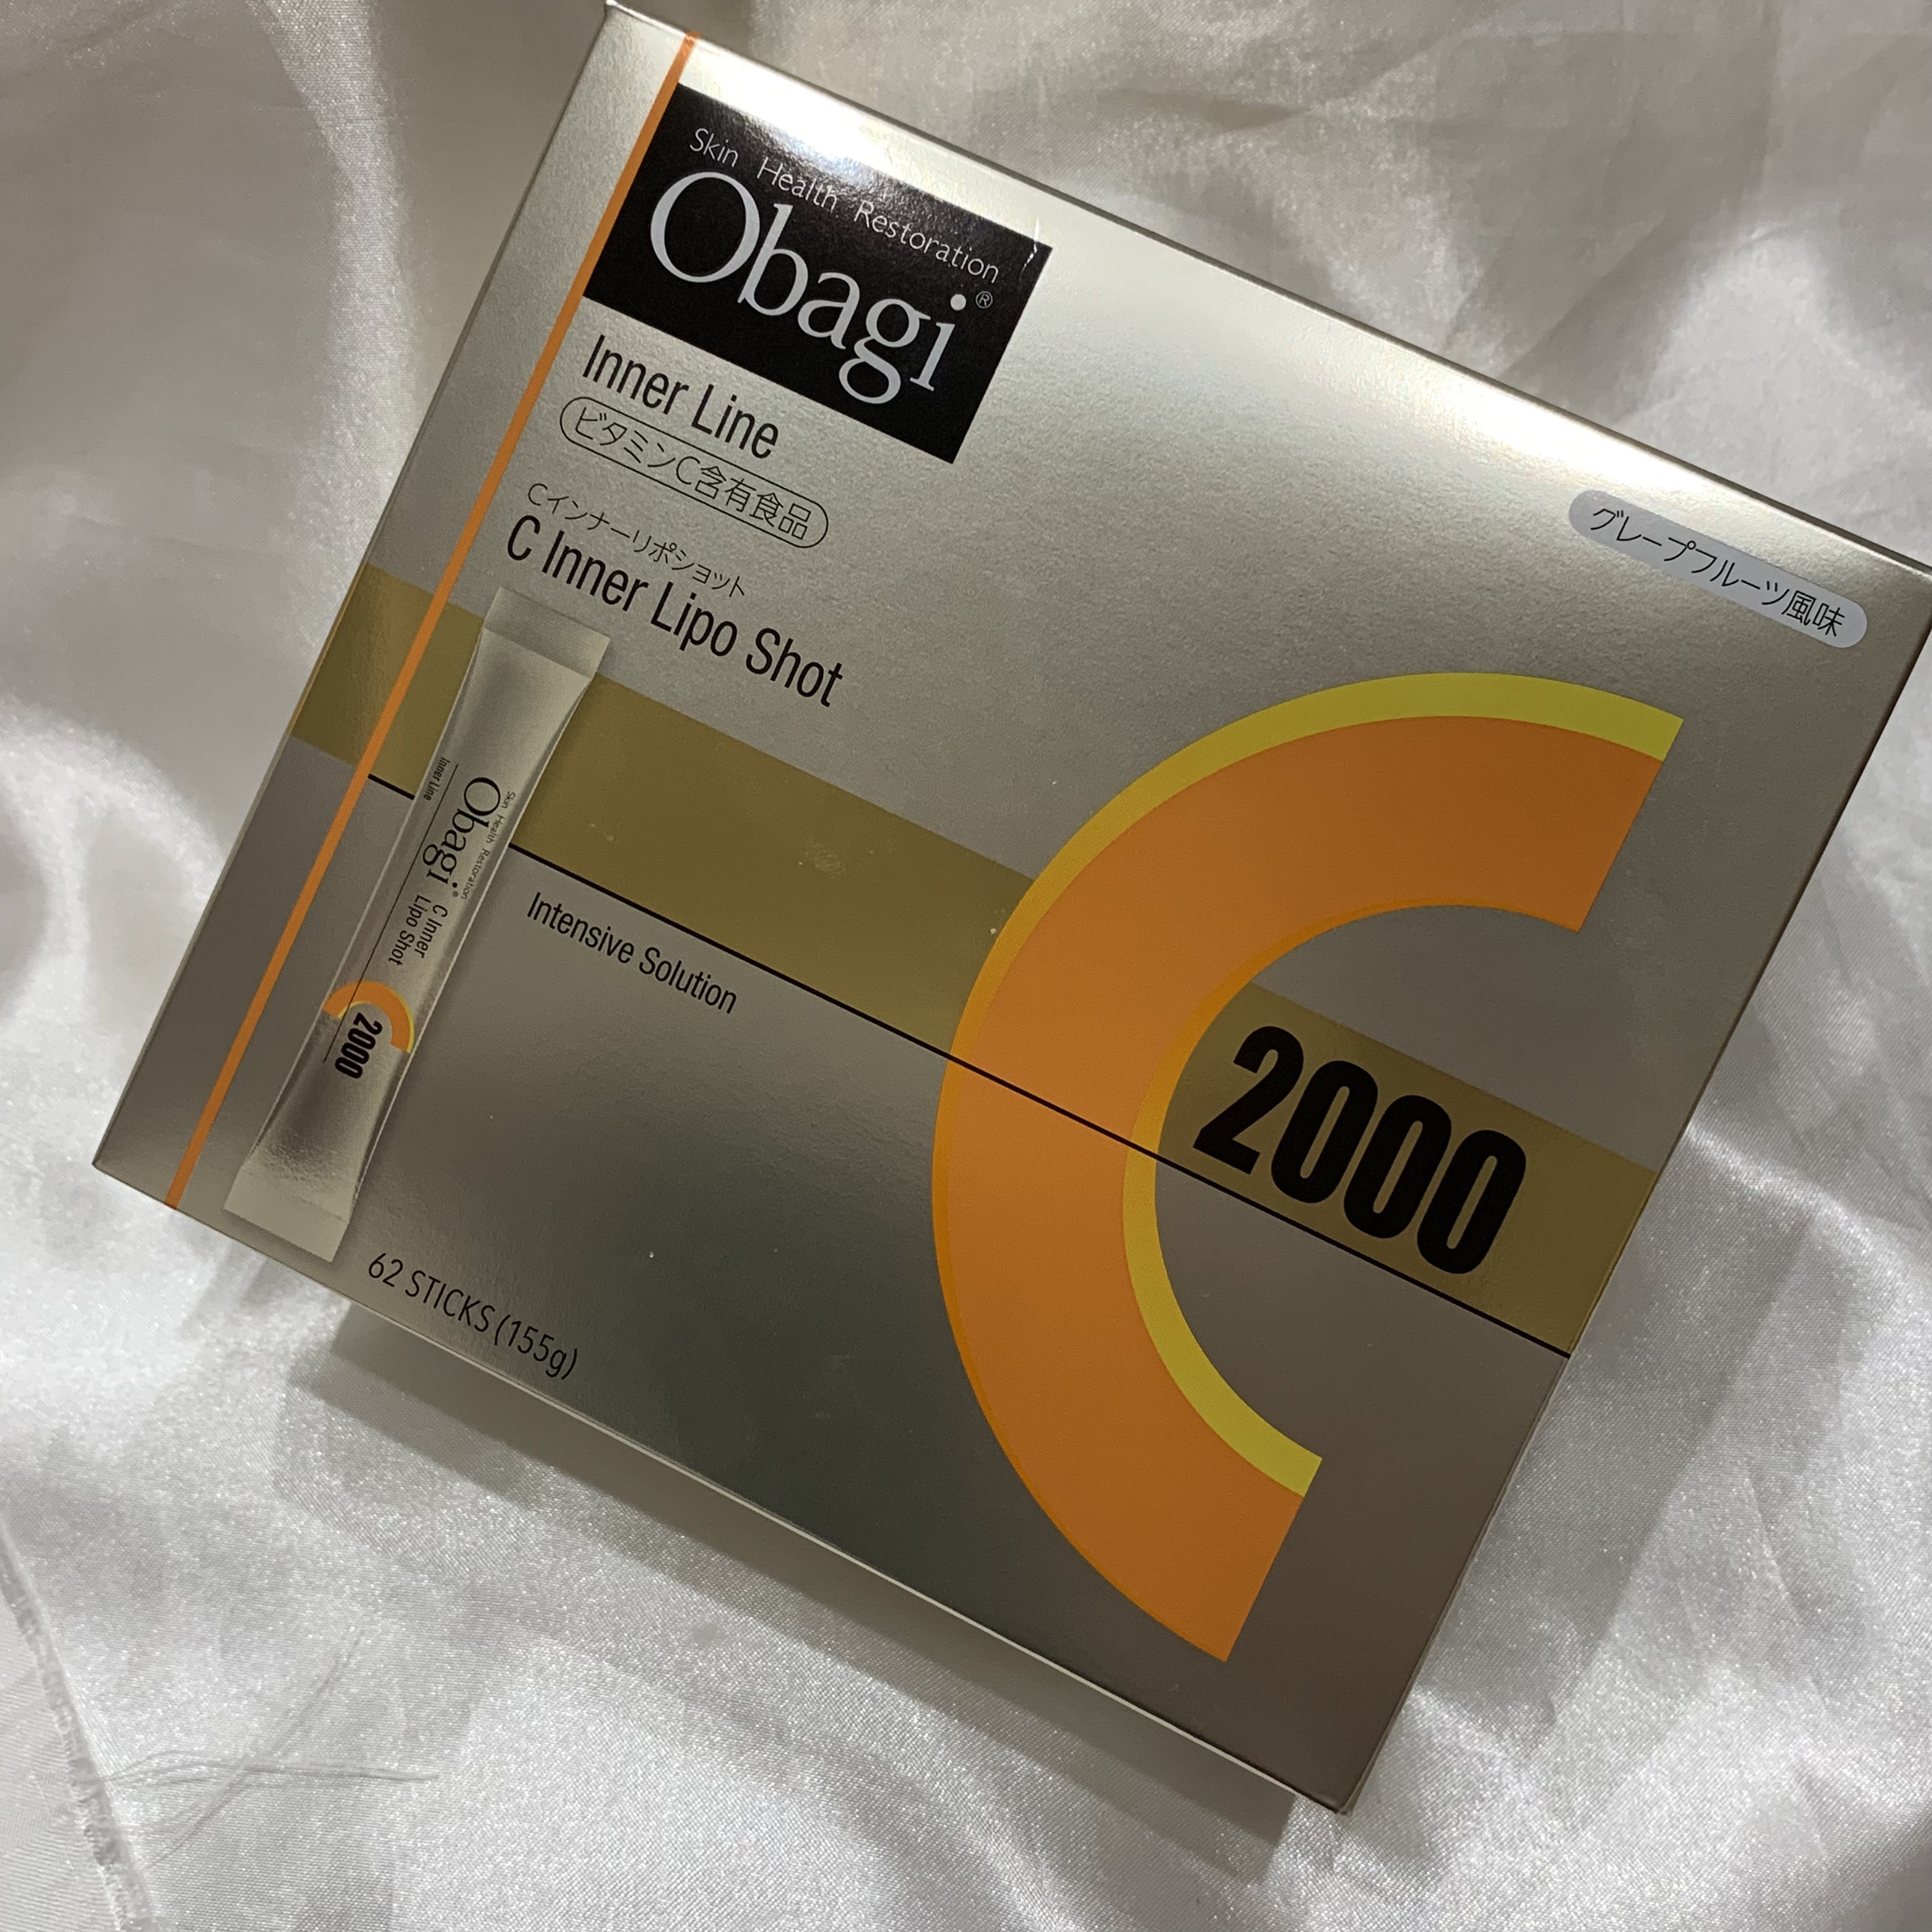 Skin Health Restoration
Obagi®
Inner Line
ビタミンC含有食品
グレープフルーツ風味
Cインナーリポショット
C Inner Lipo Shot
Skin Health Restoration
Obagi®
Inner Line
C Inner
Lipo Shot
2000
Intensive Solution
2000
62 STICKS (155g)